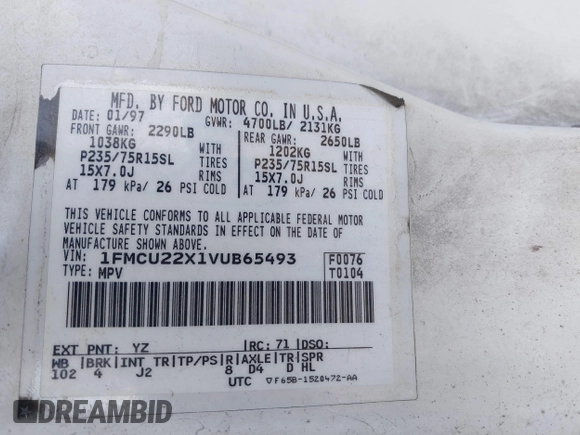 MFD. BY FORD MOTOR CO. IN U.S.A.
DATE: 01/97 GVWR: 4700LB/ 2131KG
FRONT GAWR: 2290LB REAR GAWR: 2650LB
1038KG 1202KG
P235/75R15SL TIRES P235/75R15SL TIRES
15X7.0J RIMS 15X7.0J RIMS
AT 179 kPa/ 26 PSI COLD AT 179 kPa/ 26 PSI COLD
THIS VEHICLE CONFORMS TO ALL APPLICABLE FEDERAL MOTOR
VEHICLE SAFETY STANDARDS IN EFFECT ON THE DATE OF
MANUFACTURE SHOWN ABOVE.
VIN: 1FMCU22X1VUB65493 F0076
TYPE: MPV T0104
EXT PNT: YZ RC: 71 DSO:
WB BRK INT TR TP/PS R AXLE TR SPR
102 4 J2 8 D4 D HL
UTC ▽F65B-1520472-AA
DREAMBID